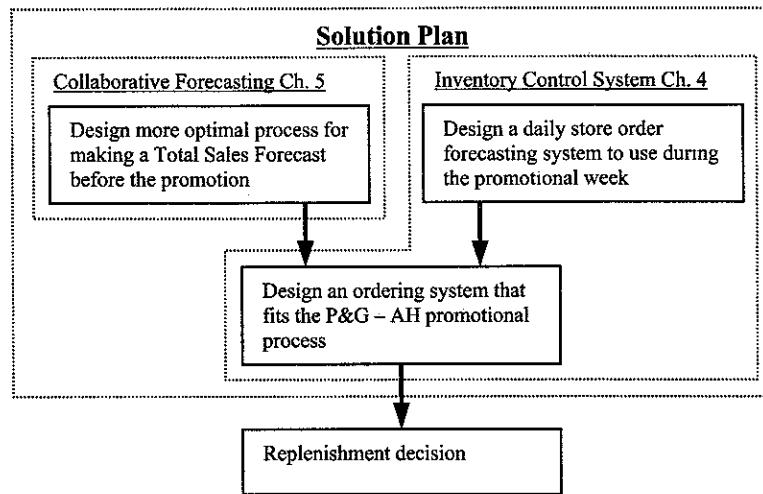 Solution Plan
Collaborative Forecasting Ch. 5
Design more optimal process for
making a Total Sales Forecast
before the promotion
Inventory Control System Ch. 4
Design a daily store order
forecasting system to use during
the promotional week
Design an ordering system that
fits the P&G – AH promotional
process
Replenishment decision